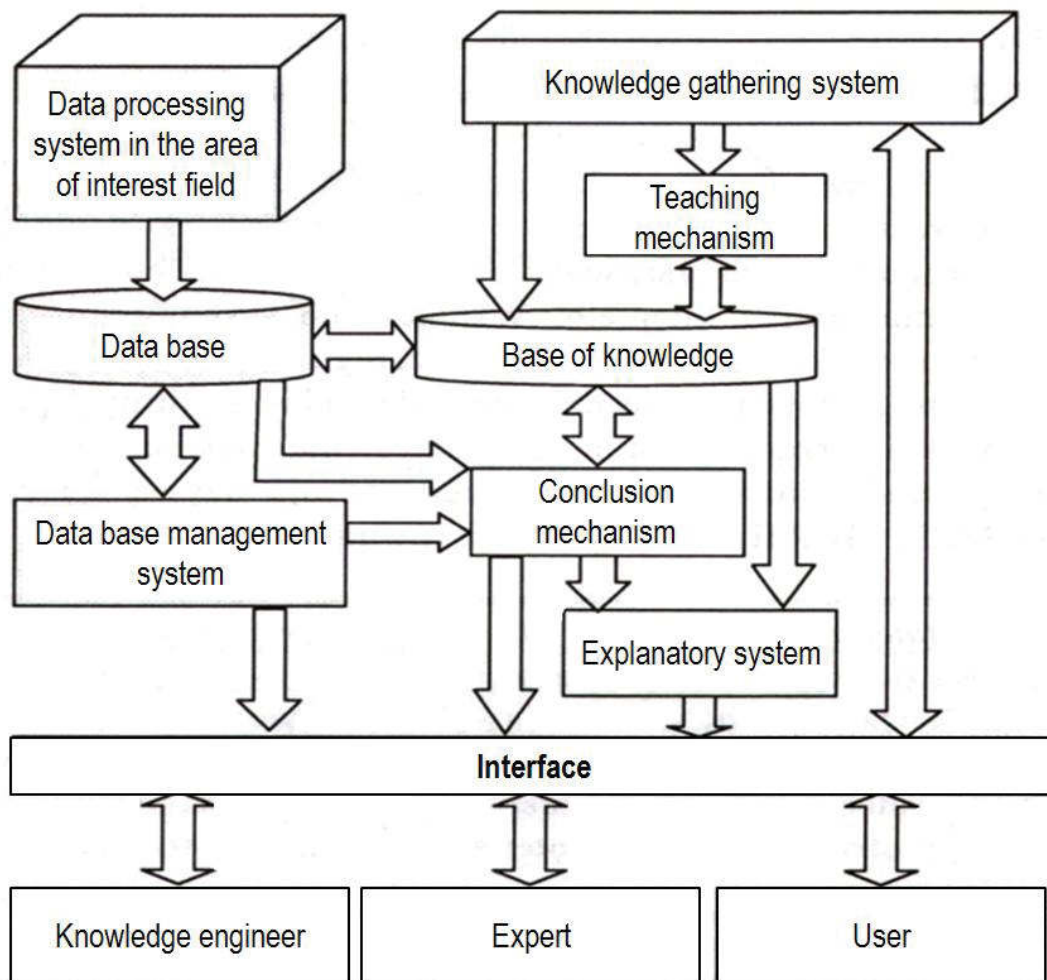 Data processing
system in the area
of interest field
Knowledge gathering system
Teaching
mechanism
Data base
Base of knowledge
Conclusion
mechanism
Data base management
system
Explanatory system
Interface
Knowledge engineer
Expert
User